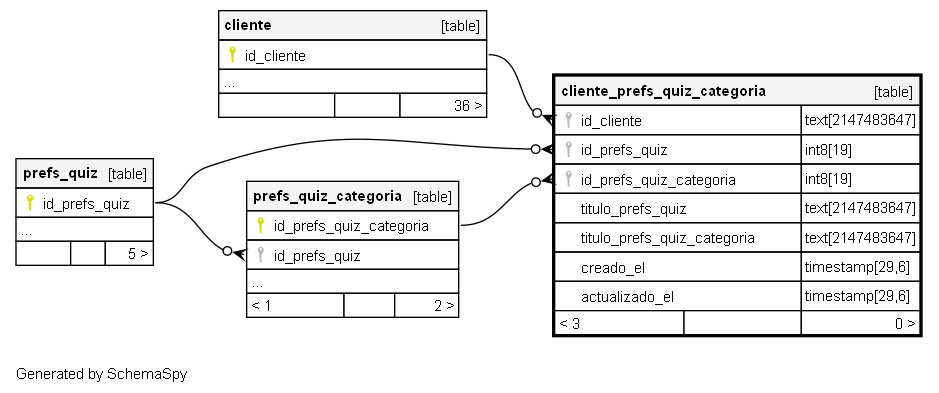 cliente [table]
id_cliente
...
36 >
cliente_prefs_quiz_categoria [table]
id_cliente text[2147483647]
id_prefs_quiz int8[19]
id_prefs_quiz_categoria int8[19]
titulo_prefs_quiz text[2147483647]
titulo_prefs_quiz_categoria text[2147483647]
creado_el timestamp[29,6]
actualizado_el timestamp[29,6]
< 3 0 >
prefs_quiz [table]
id_prefs_quiz
...
5 >
prefs_quiz_categoria [table]
id_prefs_quiz_categoria
id_prefs_quiz
...
< 1 2 >
Generated by SchemaSpy